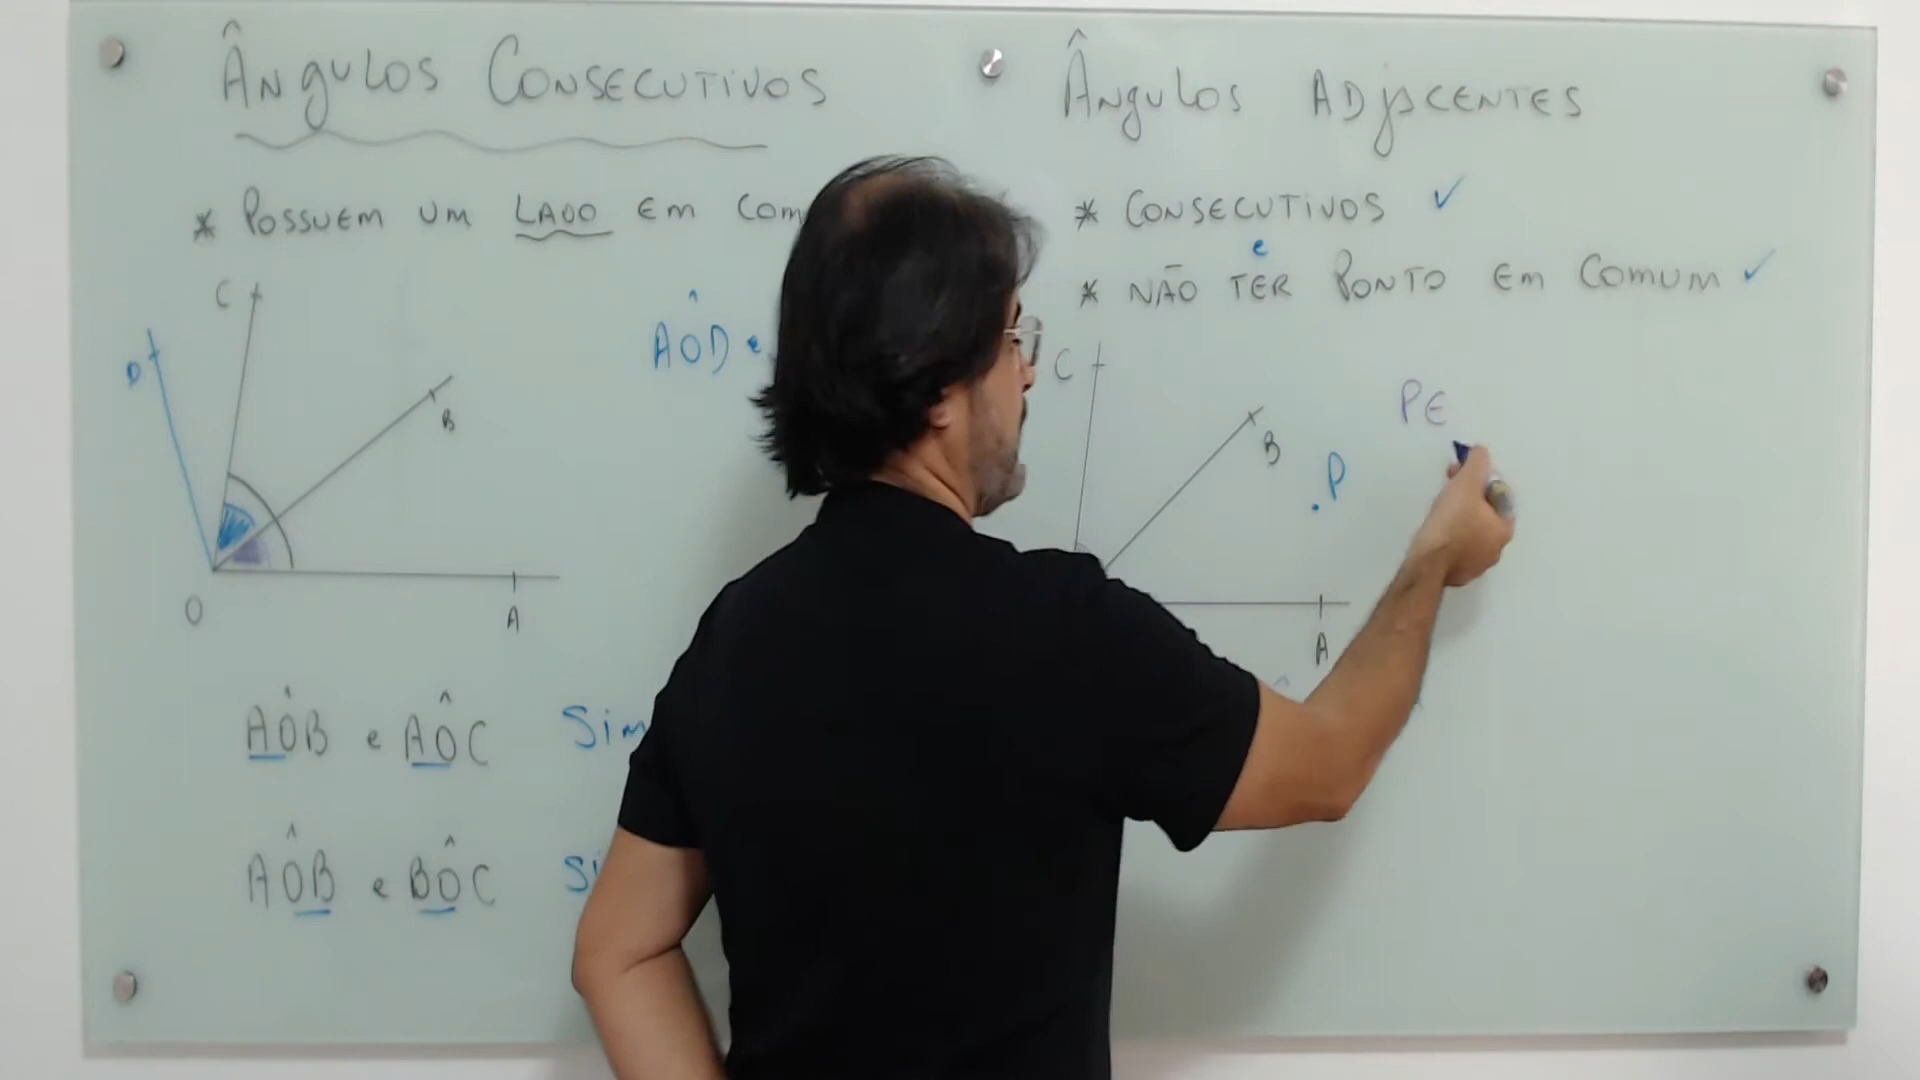 Ângulos Consecutivos
* Possuem um LADO em com
C
D
B
O
A
AÔD e
AÔB e AÔC Sim
AÔB e BÔC Si
Ângulos ADjACENTES
* CONSECUTIVOS ✓
e
* NÃO TER PONTO Em Comum ✓
C
B
P
A
P∈